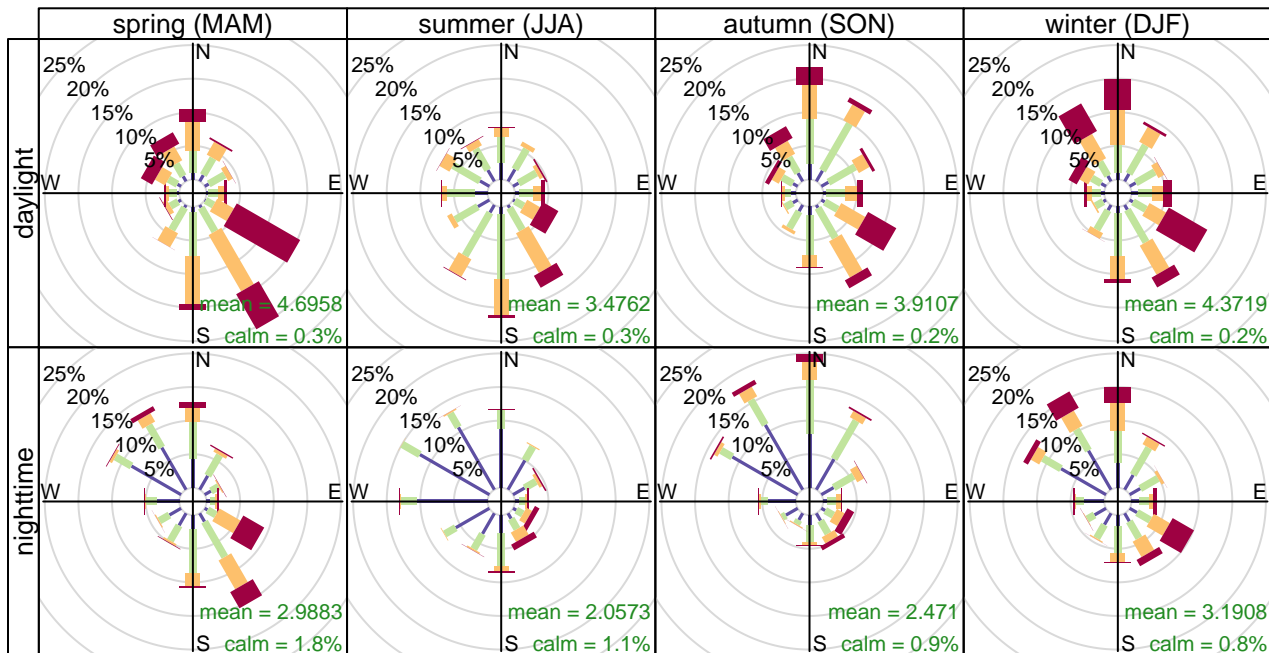 spring (MAM)
summer (JJA)
autumn (SON)
winter (DJF)
daylight
N
25%
20%
15%
10%
5%
W
E
mean = 4.6958
S
calm = 0.3%
N
25%
20%
15%
10%
5%
W
E
mean = 3.4762
S
calm = 0.3%
N
25%
20%
15%
10%
5%
W
E
mean = 3.9107
S
calm = 0.2%
N
25%
20%
15%
10%
5%
W
E
mean = 4.3719
S
calm = 0.2%
nighttime
N
25%
20%
15%
10%
5%
W
E
mean = 2.9883
S
calm = 1.8%
N
25%
20%
15%
10%
5%
W
E
mean = 2.0573
S
calm = 1.1%
N
25%
20%
15%
10%
5%
W
E
mean = 2.471
S
calm = 0.9%
N
25%
20%
15%
10%
5%
W
E
mean = 3.1908
S
calm = 0.8%